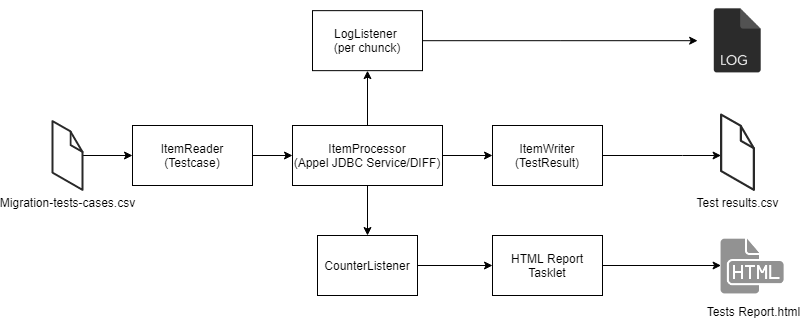 LogListener
(per chunck)
LOG
ItemReader
(Testcase)
ItemProcessor
(Appel JDBC Service/DIFF)
ItemWriter
(TestResult)
Migration-tests-cases.csv
Test results.csv
CounterListener
HTML Report
Tasklet
HTML
Tests Report.html